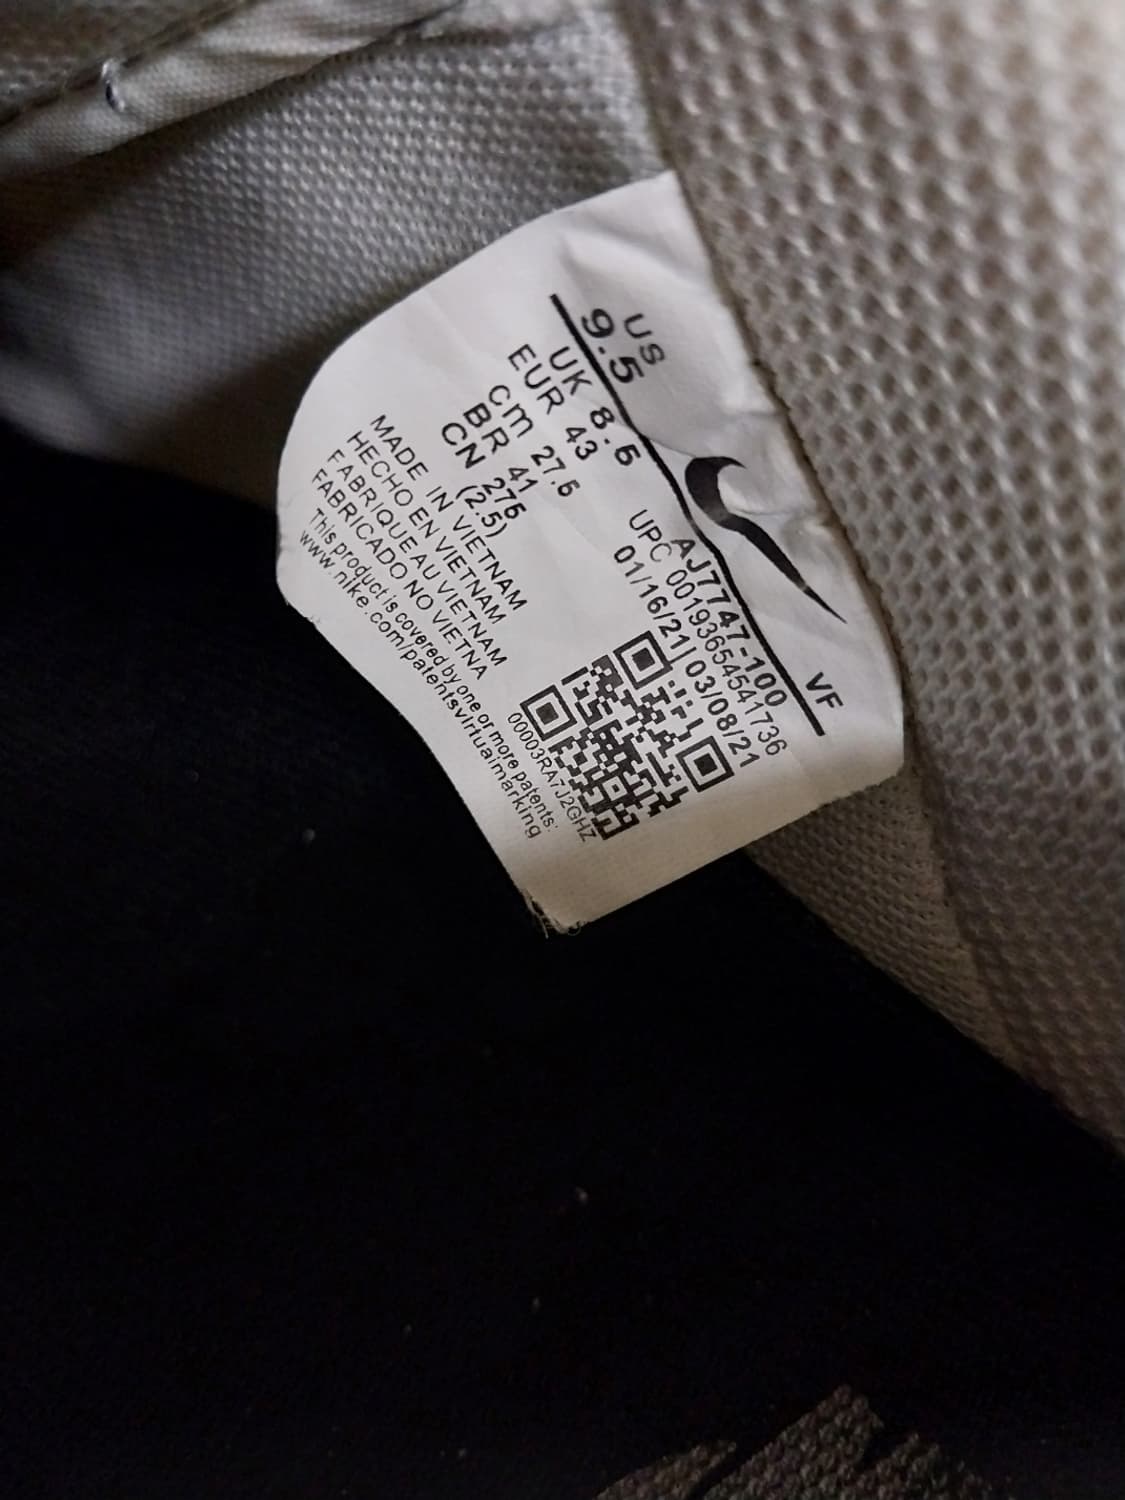 US
9.5
UK 8.5
EUR 43
cm 27.5
BR 41
CN 275
(2.5)
MADE IN VIETNAM
HECHO EN VIETNAM
FABRIQUE AU VIETNAM
FABRICADO NO VIETNA
This product is covered by one or more patents:
www.nike.com/patentsvirtualmarking
VF
AJ7747-100
UPC 00193654541736
01/16/21|03/08/21
00003RA7J2GHZ